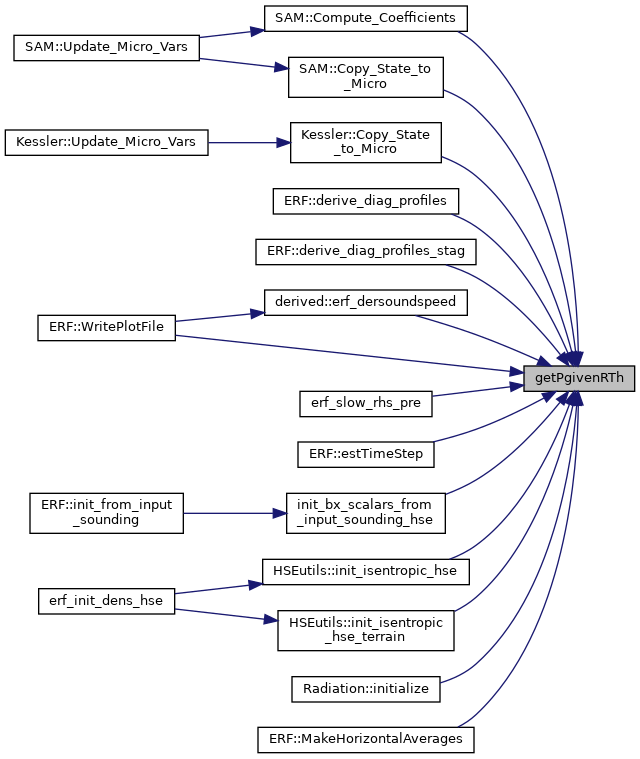 SAM::Compute_Coefficients
SAM::Update_Micro_Vars
SAM::Copy_State_to
_Micro
Kessler::Update_Micro_Vars
Kessler::Copy_State
_to_Micro
ERF::derive_diag_profiles
ERF::derive_diag_profiles_stag
derived::erf_dersoundspeed
ERF::WritePlotFile
getPgivenRTh
erf_slow_rhs_pre
ERF::estTimeStep
ERF::init_from_input
_sounding
init_bx_scalars_from
_input_sounding_hse
HSEutils::init_isentropic_hse
erf_init_dens_hse
HSEutils::init_isentropic
_hse_terrain
Radiation::initialize
ERF::MakeHorizontalAverages